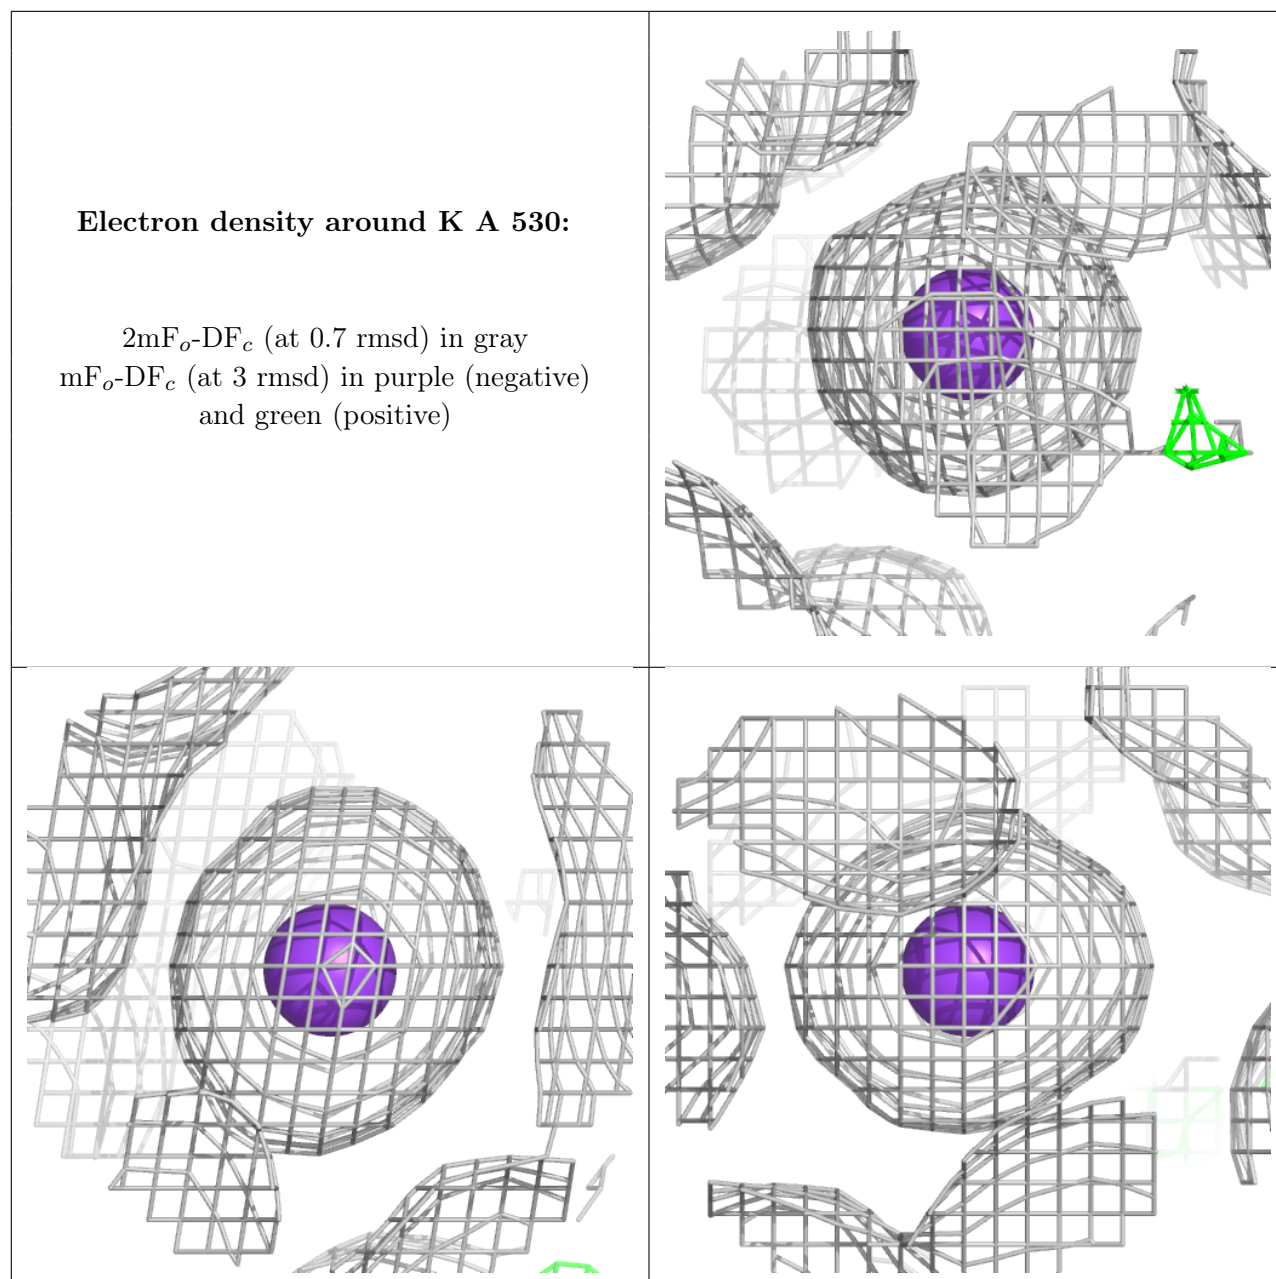 Electron density around K A 530:
2mFo-DFc (at 0.7 rmsd) in gray
mFo-DFc (at 3 rmsd) in purple (negative)
and green (positive)